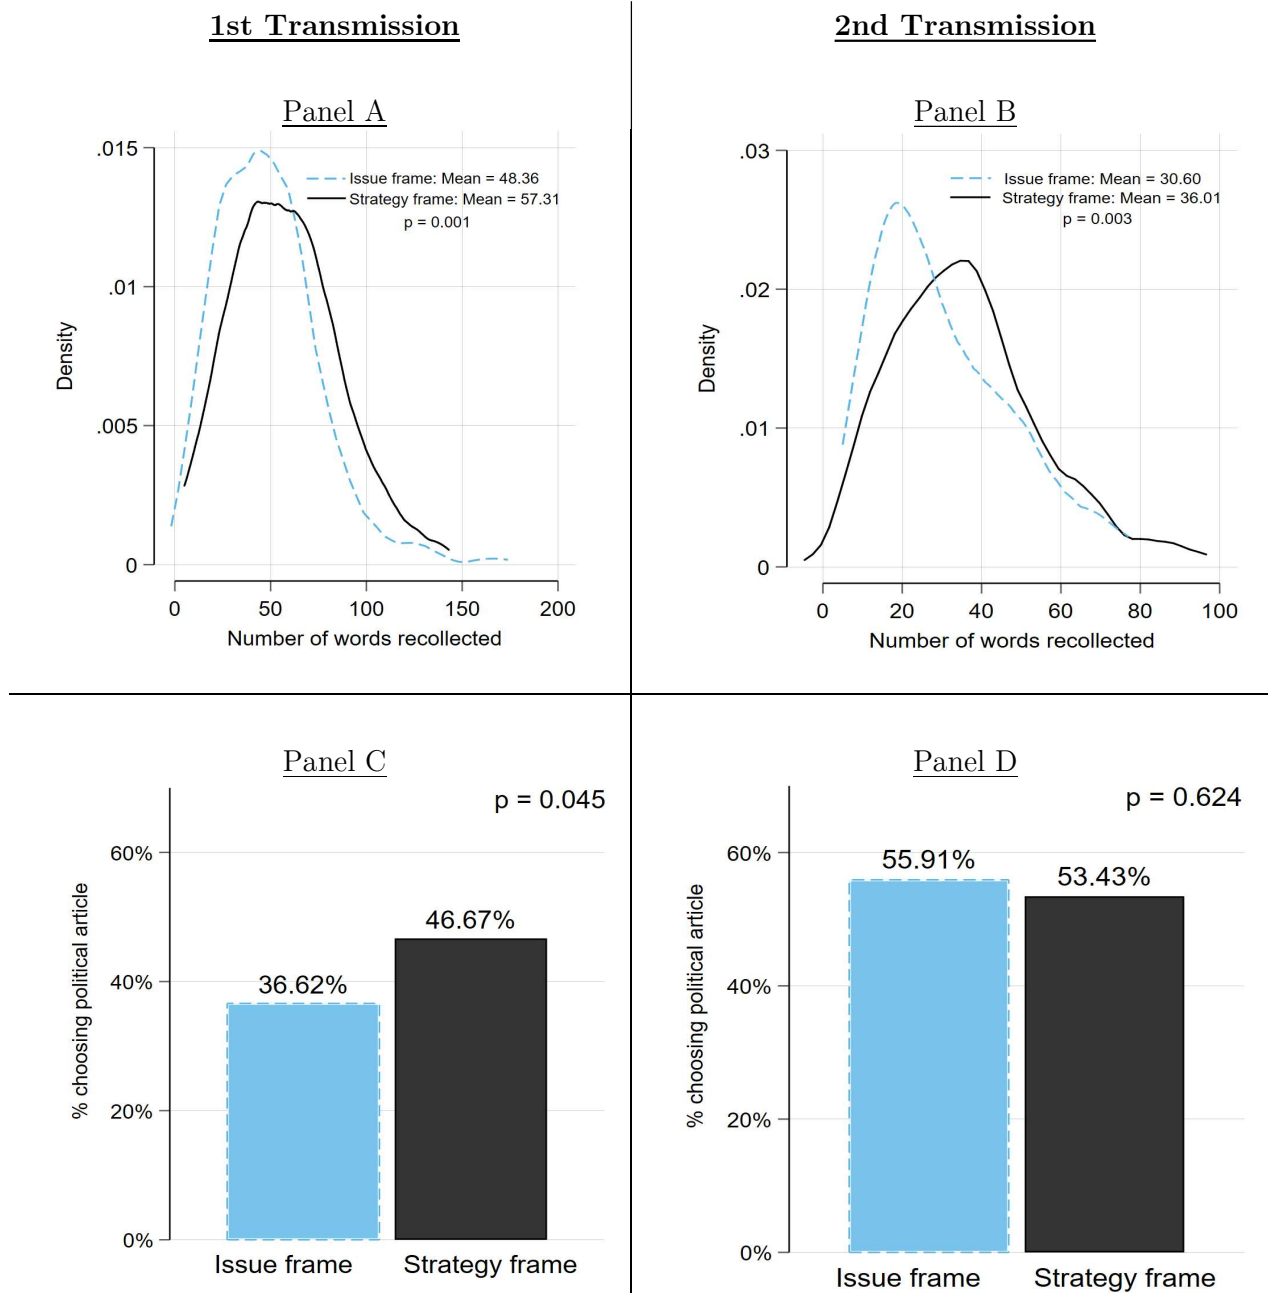 1st Transmission
2nd Transmission
Panel A
.015
.01
.005
0
Density
Issue frame: Mean = 48.36
Strategy frame: Mean = 57.31
p = 0.001
0 50 100 150 200
Number of words recollected
Panel B
.03
.02
.01
0
Density
Issue frame: Mean = 30.60
Strategy frame: Mean = 36.01
p = 0.003
0 20 40 60 80 100
Number of words recollected
Panel C
p = 0.045
60%
40%
20%
0%
% choosing political article
36.62%
46.67%
Issue frame Strategy frame
Panel D
p = 0.624
60%
40%
20%
0%
% choosing political article
55.91%
53.43%
Issue frame Strategy frame